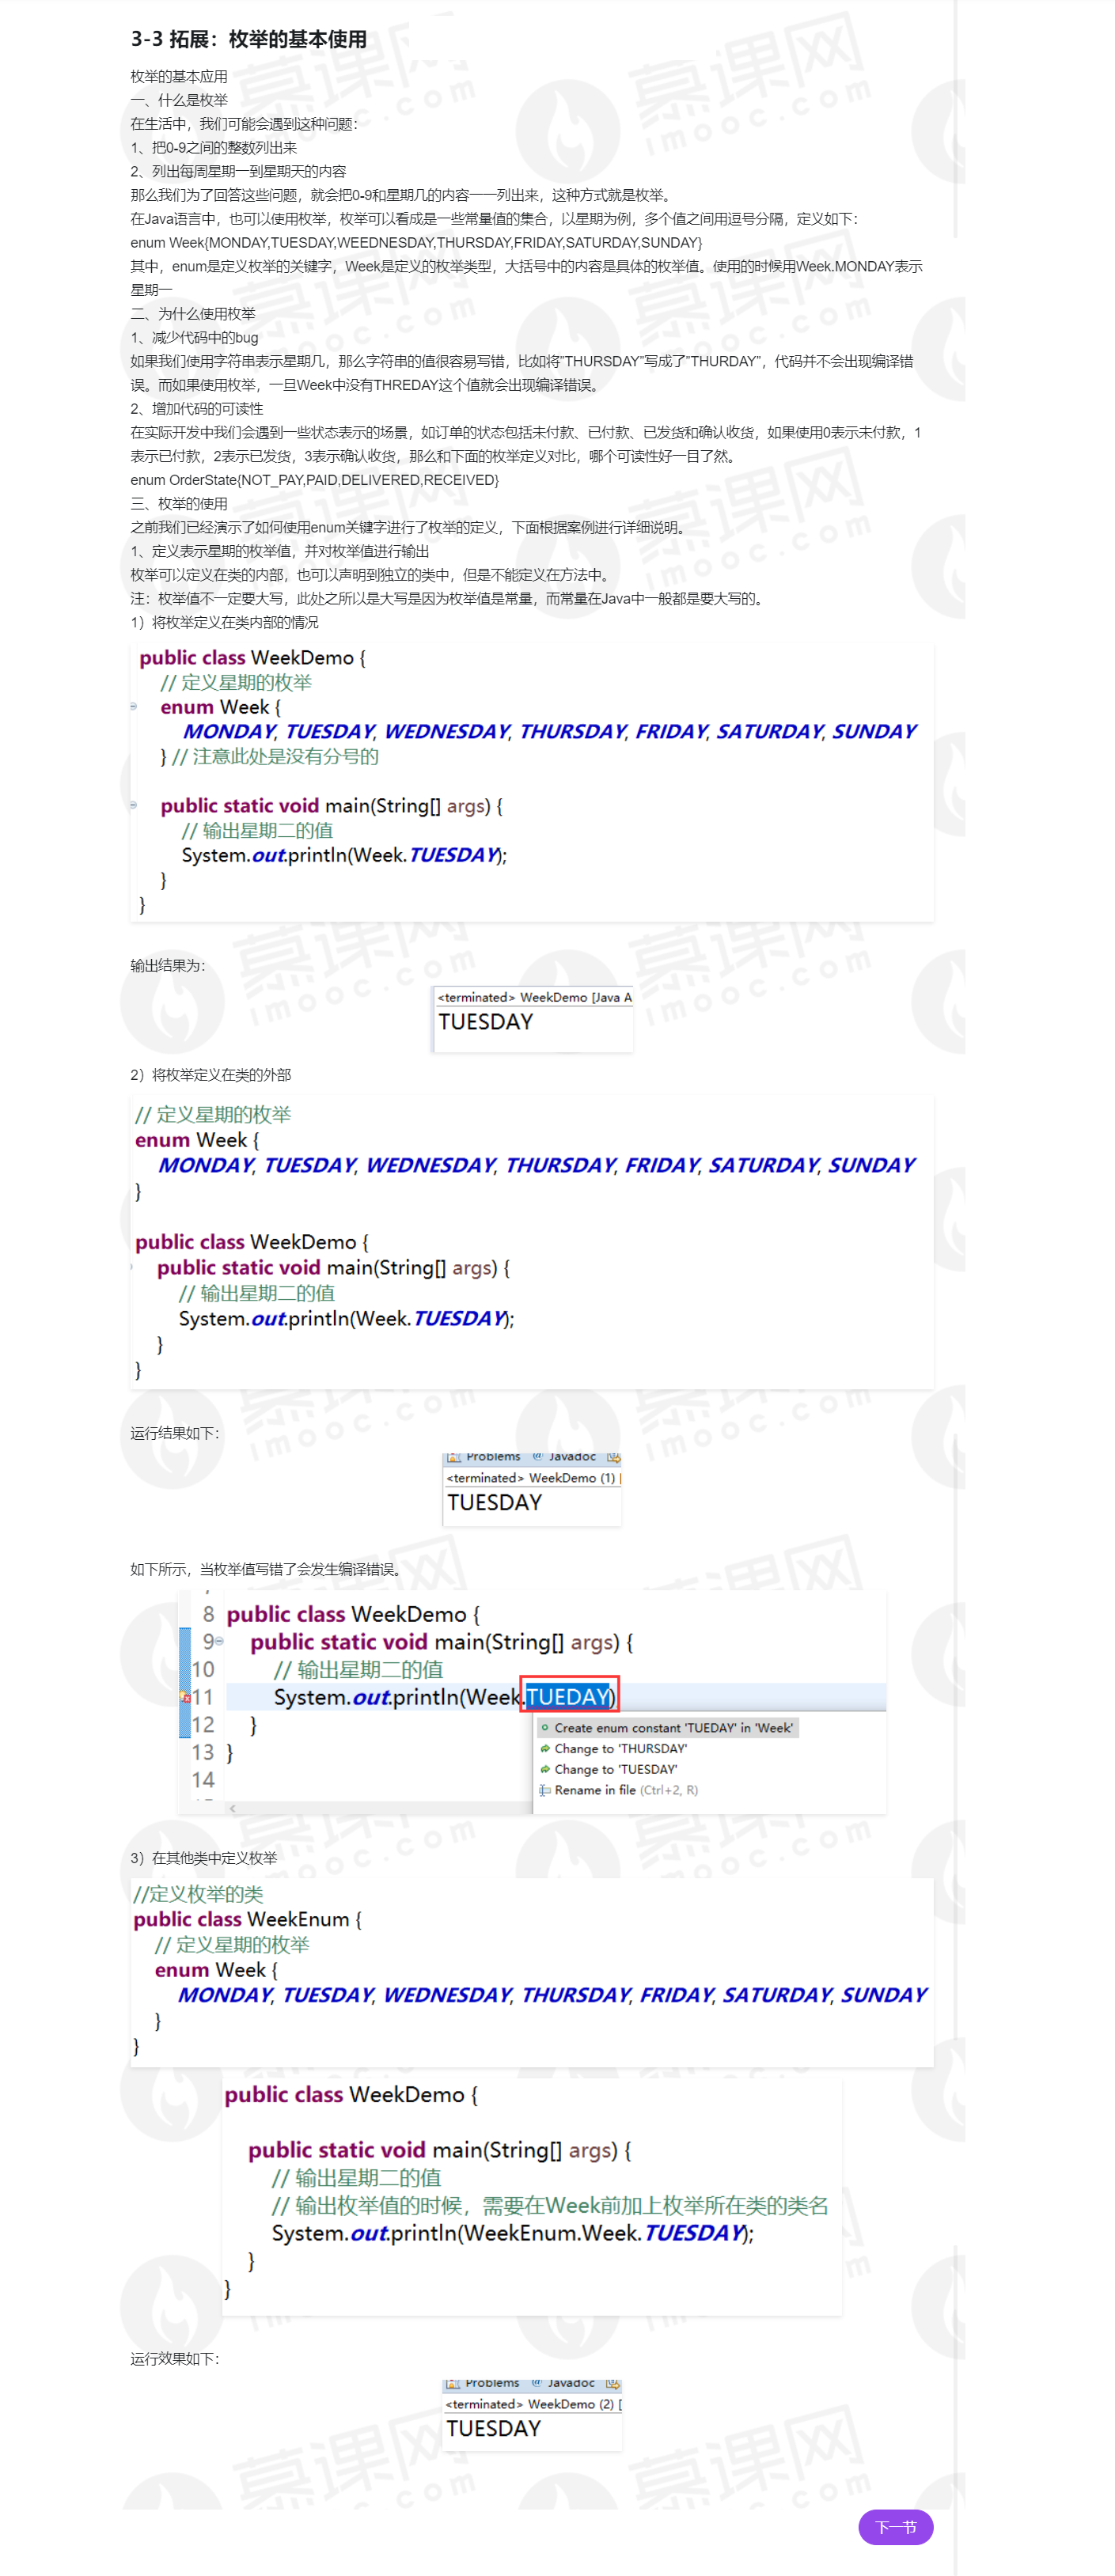 3-3 拓展：枚举的基本使用
枚举的基本应用
一、什么是枚举
在生活中，我们可能会遇到这种问题：
1、把0-9之间的整数列出来
2、列出每周星期一到星期天的内容
那么我们为了回答这些问题，就会把0-9和星期几的内容一一列出来，这种方式就是枚举。
在Java语言中，也可以使用枚举，枚举可以看成是一些常量值的集合，以星期为例，多个值之间用逗号分隔，定义如下：
enum Week{MONDAY,TUESDAY,WEEDNESDAY,THURSDAY,FRIDAY,SATURDAY,SUNDAY}
其中，enum是定义枚举的关键字，Week是定义的枚举类型，大括号中的内容是具体的枚举值。使用的时候用Week.MONDAY表示
星期一
二、为什么使用枚举
1、减少代码中的bug
如果我们使用字符串表示星期几，那么字符串的值很容易写错，比如将”THURSDAY”写成了”THURDAY”，代码并不会出现编译错
误。而如果使用枚举，一旦Week中没有THREDAY这个值就会出现编译错误。
2、增加代码的可读性
在实际开发中我们会遇到一些状态表示的场景，如订单的状态包括未付款、已付款、已发货和确认收货，如果使用0表示未付款，1
表示已付款，2表示已发货，3表示确认收货，那么和下面的枚举定义对比，哪个可读性好一目了然。
enum OrderState{NOT_PAY,PAID,DELIVERED,RECEIVED}
三、枚举的使用
之前我们已经演示了如何使用enum关键字进行了枚举的定义，下面根据案例进行详细说明。
1、定义表示星期的枚举值，并对枚举值进行输出
枚举可以定义在类的内部，也可以声明到独立的类中，但是不能定义在方法中。
注：枚举值不一定要大写，此处之所以是大写是因为枚举值是常量，而常量在Java中一般都是要大写的。
1）将枚举定义在类内部的情况
public class WeekDemo {
// 定义星期的枚举
enum Week {
MONDAY, TUESDAY, WEDNESDAY, THURSDAY, FRIDAY, SATURDAY, SUNDAY
} // 注意此处是没有分号的
public static void main(String[] args) {
// 输出星期二的值
System.out.println(Week.TUESDAY);
}
}
输出结果为：
<terminated> WeekDemo [Java A
TUESDAY
2）将枚举定义在类的外部
// 定义星期的枚举
enum Week {
MONDAY, TUESDAY, WEDNESDAY, THURSDAY, FRIDAY, SATURDAY, SUNDAY
}
public class WeekDemo {
public static void main(String[] args) {
// 输出星期二的值
System.out.println(Week.TUESDAY);
}
}
运行结果如下：
Problems @ Javadoc
<terminated> WeekDemo (1) [
TUESDAY
如下所示，当枚举值写错了会发生编译错误。
8 public class WeekDemo {
9 public static void main(String[] args) {
10 // 输出星期二的值
11 System.out.println(Week.TUEDAY)
12 }
13 }
14
Create enum constant 'TUEDAY' in 'Week'
Change to 'THURSDAY'
Change to 'TUESDAY'
Rename in file (Ctrl+2, R)
3）在其他类中定义枚举
//定义枚举的类
public class WeekEnum {
// 定义星期的枚举
enum Week {
MONDAY, TUESDAY, WEDNESDAY, THURSDAY, FRIDAY, SATURDAY, SUNDAY
}
}
public class WeekDemo {
public static void main(String[] args) {
// 输出星期二的值
// 输出枚举值的时候，需要在Week前加上枚举所在类的类名
System.out.println(WeekEnum.Week.TUESDAY);
}
}
运行效果如下：
Problems @ Javadoc
<terminated> WeekDemo (2) [
TUESDAY
下一节
慕课网
imooc.com